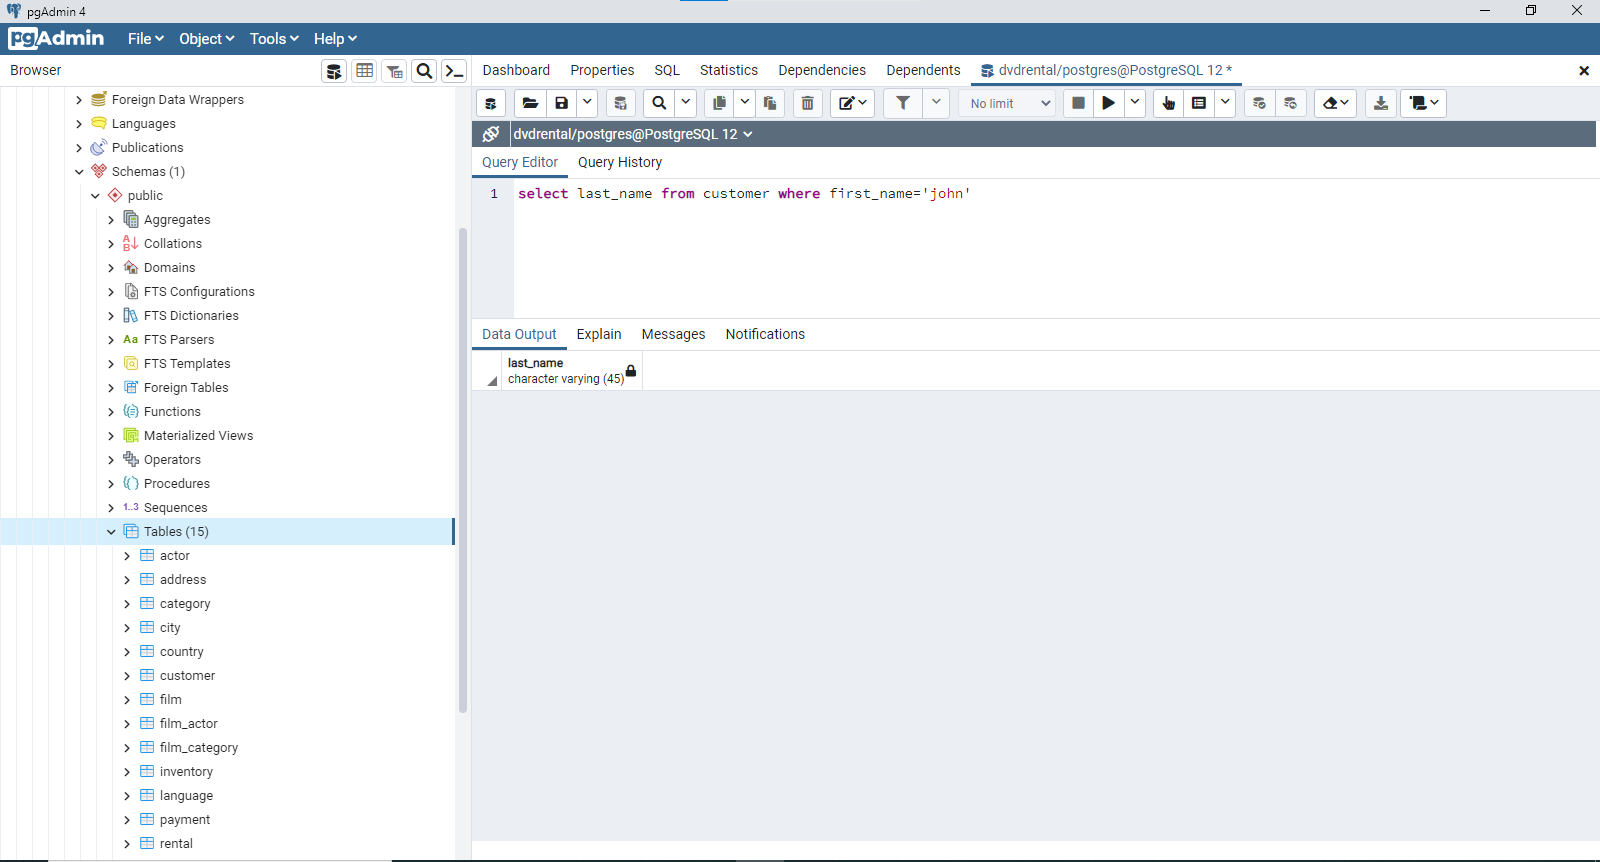 pgAdmin 4
pgAdmin File Object Tools Help
Browser
Dashboard Properties SQL Statistics Dependencies Dependents dvdrental/postgres@PostgreSQL 12 *
No limit
dvdrental/postgres@PostgreSQL 12
Query Editor Query History
1 select last_name from customer where first_name='john'
Data Output Explain Messages Notifications
last_name
character varying (45)
Foreign Data Wrappers
Languages
Publications
Schemas (1)
public
Aggregates
Collations
Domains
FTS Configurations
FTS Dictionaries
Aa FTS Parsers
FTS Templates
Foreign Tables
Functions
Materialized Views
Operators
Procedures
1..3 Sequences
Tables (15)
actor
address
category
city
country
customer
film
film_actor
film_category
inventory
language
payment
rental